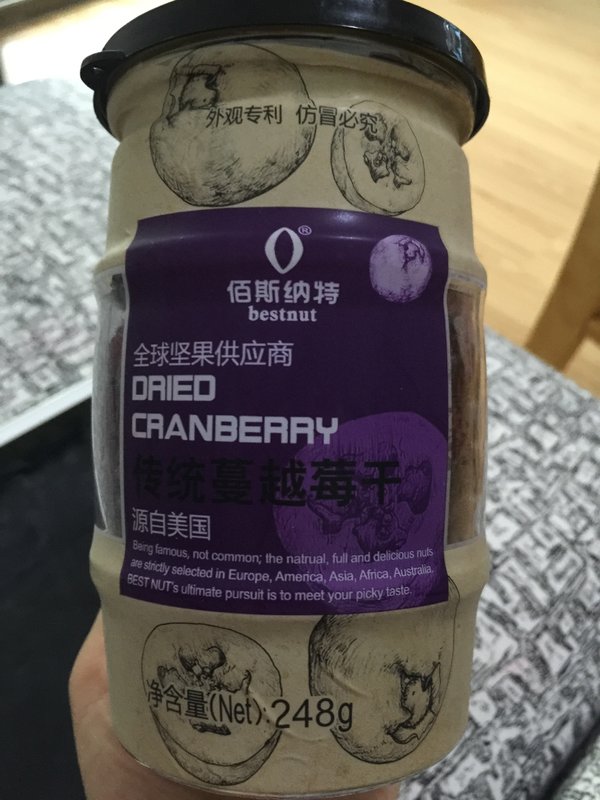 外观专利 仿冒必究
®
佰斯纳特
bestnut
全球坚果供应商
DRIED
CRANBERRY
传统蔓越莓干
源自美国
Being famous, not common; the natrual, full and delicious nuts
are strictly selected in Europe, America, Asia, Africa, Australia.
BEST NUT's ultimate pursuit is to meet your picky taste.
净含量(Net):248g